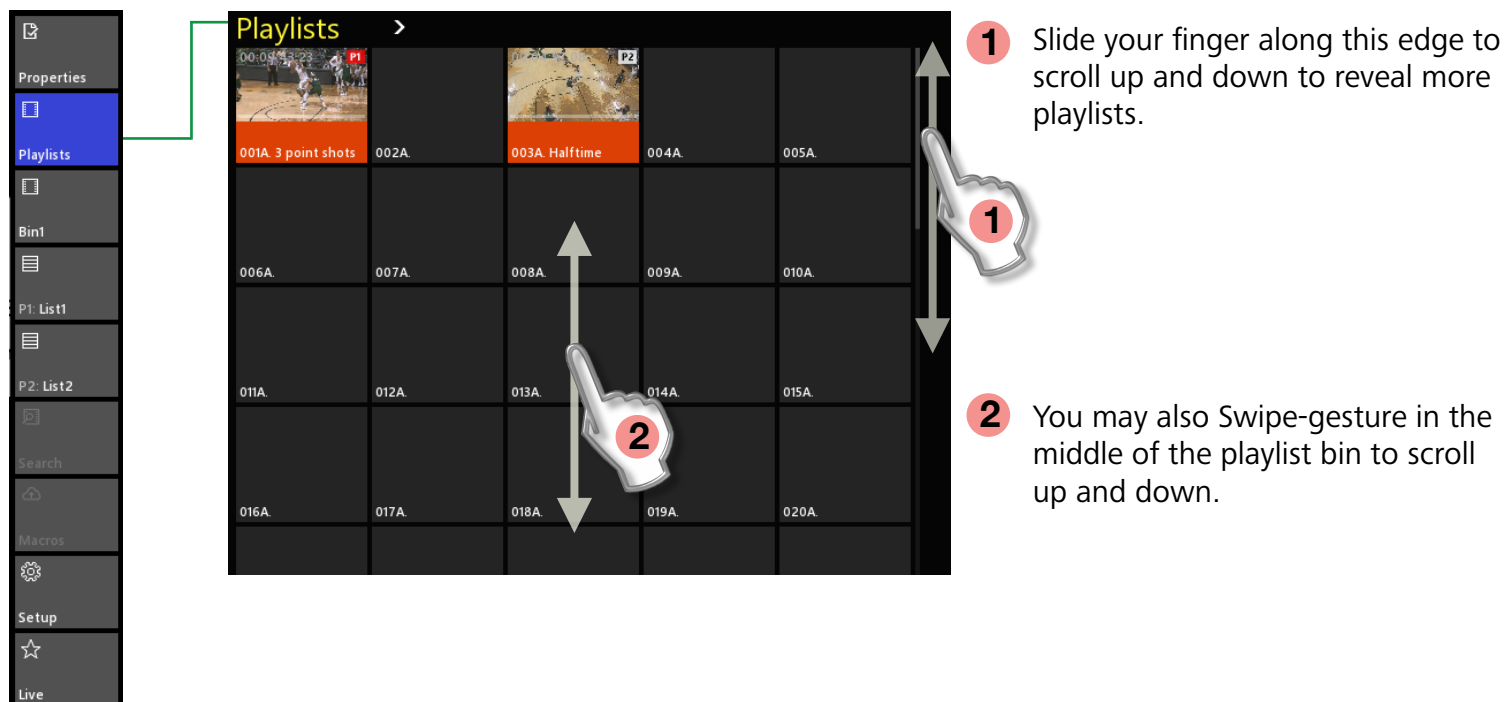 Properties
Playlists
Bin1
P1: List1
P2: List2
Search
Macros
Setup
Live
Playlists >
P1
P2
001A. 3 point shots
002A.
003A. Halftime
004A.
005A.
006A.
007A.
008A.
009A.
010A.
011A.
012A.
013A.
014A.
015A.
016A.
017A.
018A.
019A.
020A.
1
2
1 Slide your finger along this edge to
scroll up and down to reveal more
playlists.
2 You may also Swipe-gesture in the
middle of the playlist bin to scroll
up and down.